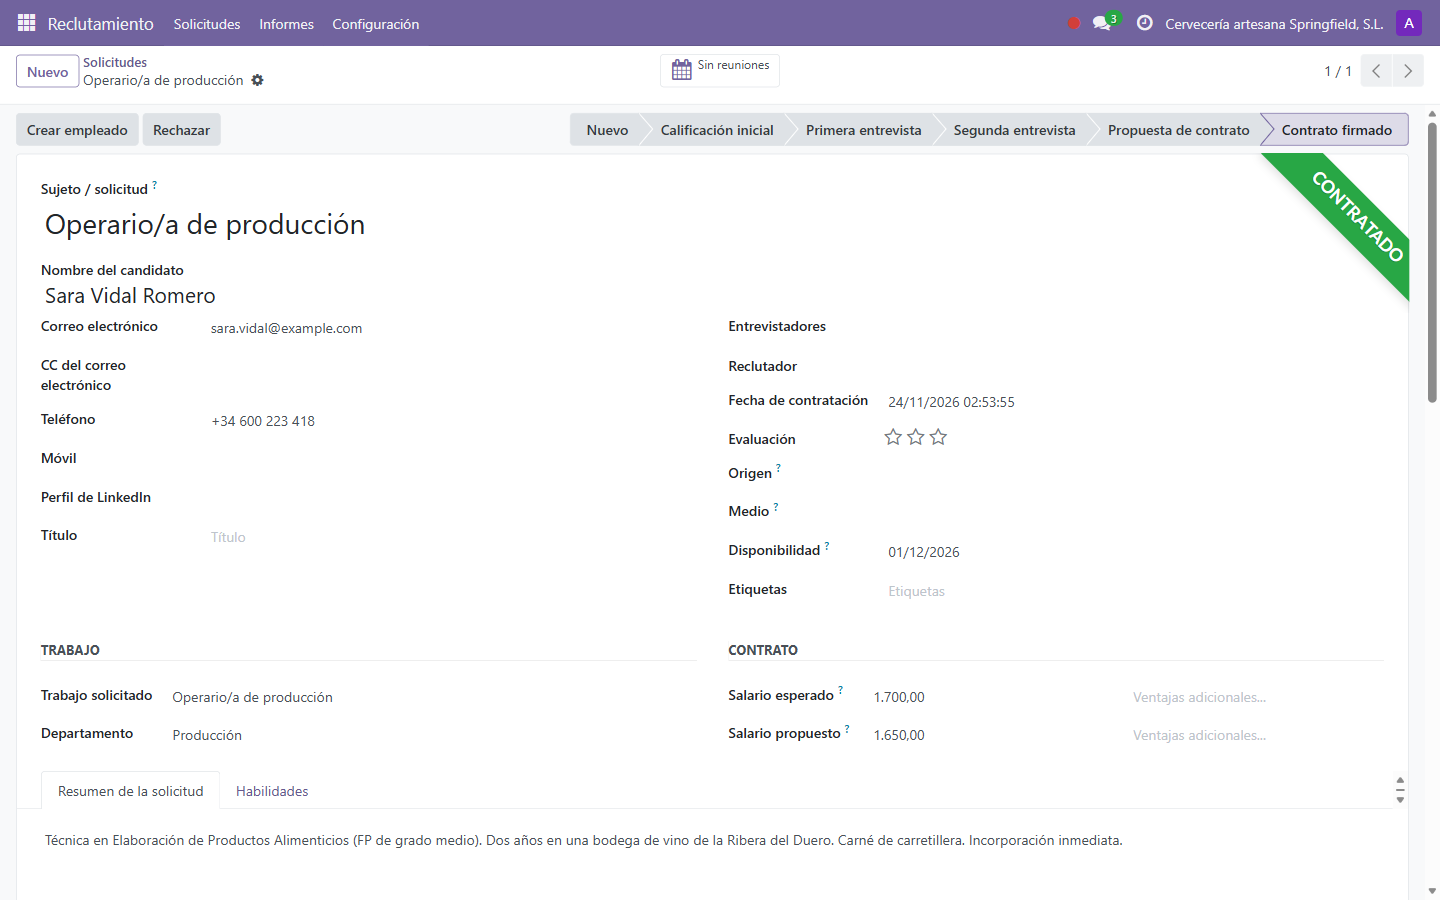 Reclutamiento
Solicitudes
Informes
Configuración
3
Cervecería artesana Springfield, S.L.
A
Nuevo
Solicitudes
Operario/a de producción
Sin reuniones
1 / 1
Crear empleado
Rechazar
Nuevo
Calificación inicial
Primera entrevista
Segunda entrevista
Propuesta de contrato
Contrato firmado
CONTRATADO
Sujeto / solicitud ?
Operario/a de producción
Nombre del candidato
Sara Vidal Romero
Correo electrónico
sara.vidal@example.com
CC del correo
electrónico
Teléfono
+34 600 223 418
Móvil
Perfil de LinkedIn
Título
Título
Entrevistadores
Reclutador
Fecha de contratación
24/11/2026 02:53:55
Evaluación
Origen ?
Medio ?
Disponibilidad ?
01/12/2026
Etiquetas
Etiquetas
TRABAJO
Trabajo solicitado
Operario/a de producción
Departamento
Producción
CONTRATO
Salario esperado ?
1.700,00
Ventajas adicionales...
Salario propuesto ?
1.650,00
Ventajas adicionales...
Resumen de la solicitud
Habilidades
Técnica en Elaboración de Productos Alimenticios (FP de grado medio). Dos años en una bodega de vino de la Ribera del Duero. Carné de carretillera. Incorporación inmediata.